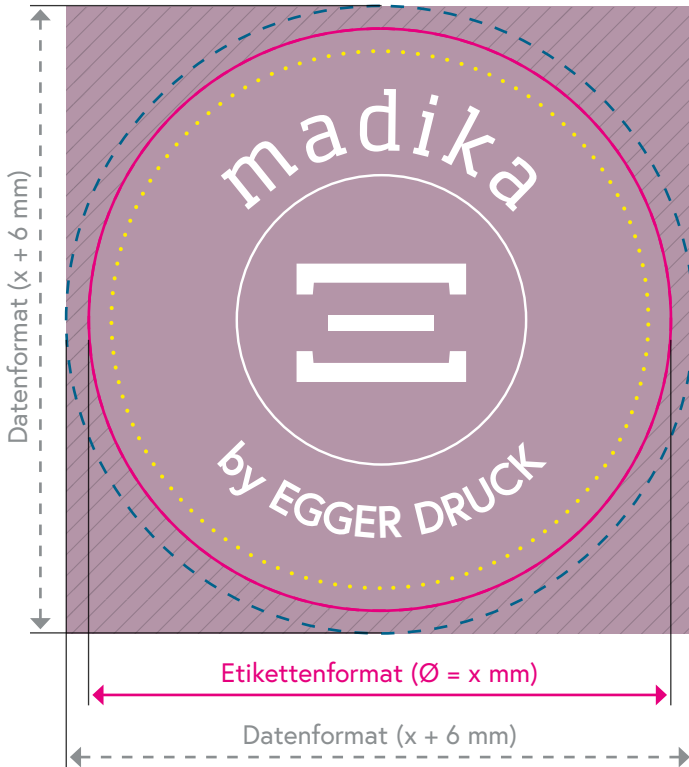 madika
Ξ
by EGGER DRUCK
Datenformat (x + 6 mm)
Etikettenformat (Ø = x mm)
Datenformat (x + 6 mm)